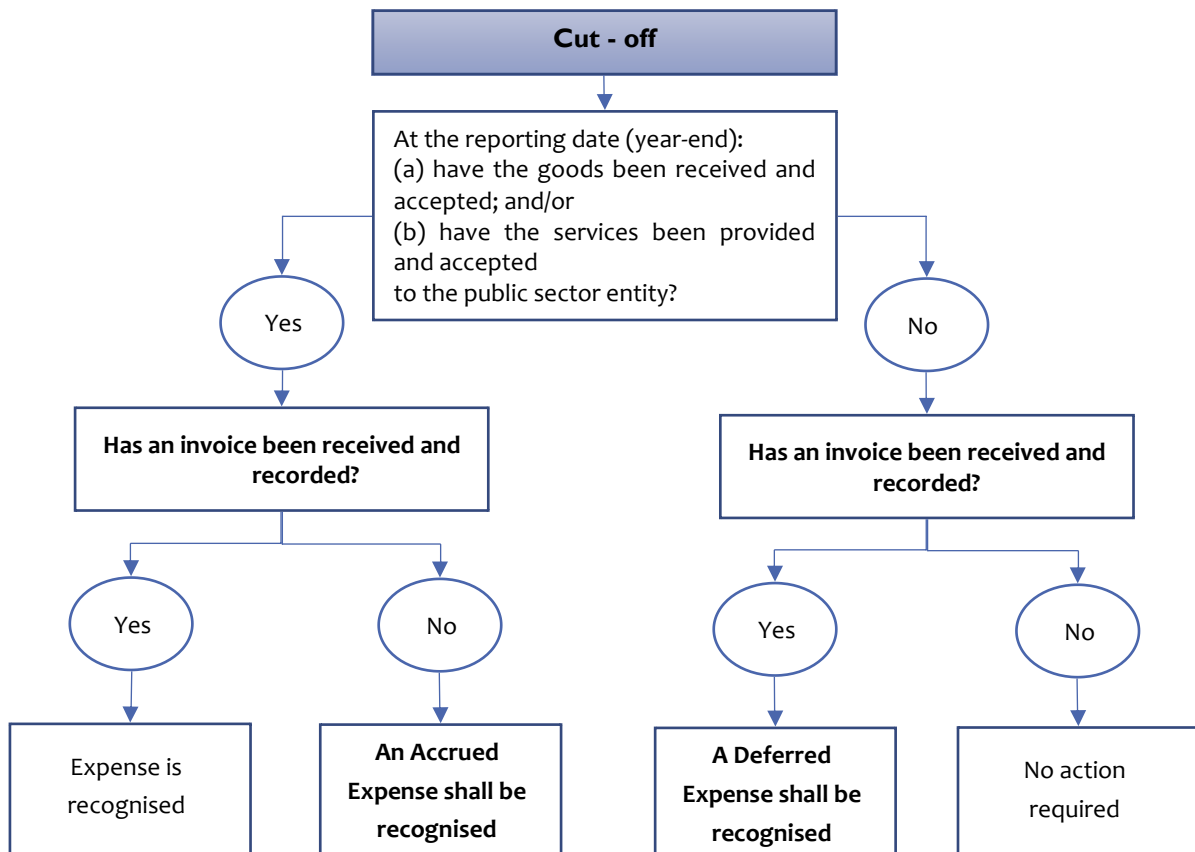 Cut - off
At the reporting date (year-end):
(a) have the goods been received and
accepted; and/or
(b) have the services been provided
and accepted
to the public sector entity?
Yes
No
Has an invoice been received and
recorded?
Has an invoice been received and
recorded?
Yes
No
Yes
No
Expense is
recognised
An Accrued
Expense shall be
recognised
A Deferred
Expense shall be
recognised
No action
required